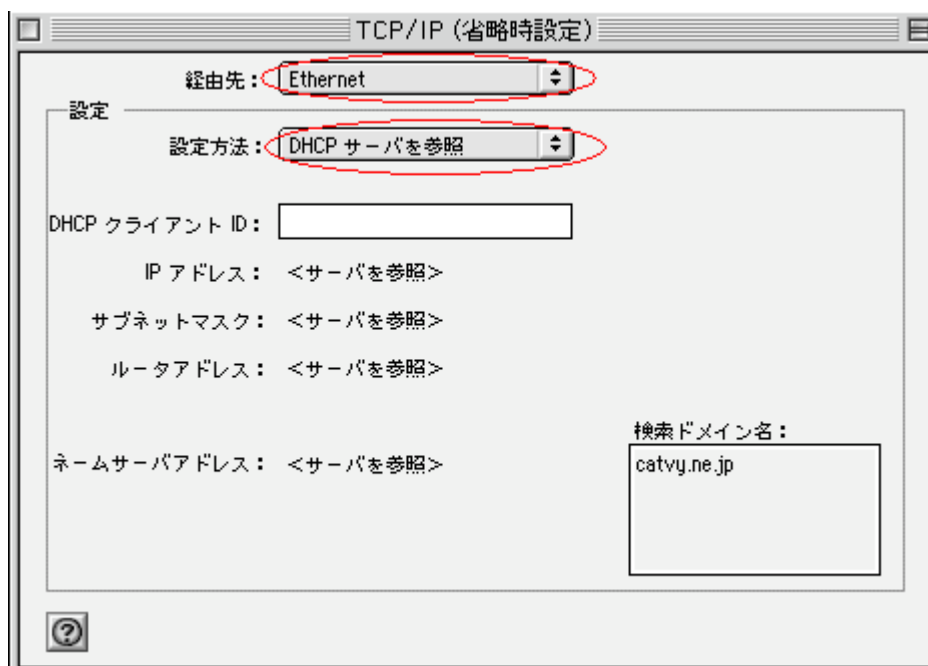 TCP/IP (省略時設定)
経由先: Ethernet
設定
設定方法: DHCP サーバを参照
DHCP クライアント ID:
IP アドレス: <サーバを参照>
サブネットマスク: <サーバを参照>
ルータアドレス: <サーバを参照>
検索ドメイン名:
ネームサーバアドレス: <サーバを参照>
catvy.ne.jp
?